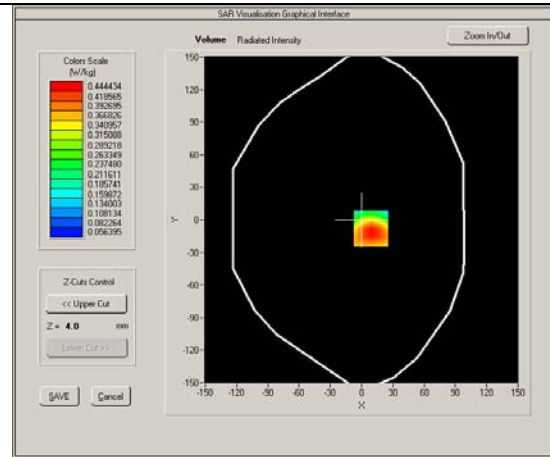 SAR Visualisation Graphical Interface
Volume Radiated Intensity
Zoom In/Out
Colors Scale
(W/kg)
0.444434
0.418565
0.392695
0.366826
0.340957
0.315088
0.289218
0.263349
0.237480
0.211611
0.185741
0.159872
0.134003
0.108134
0.082264
0.056395
Z-Cuts Control
<< Upper Cut
Z = 4.0 mm
Lower Cut >>
SAVE Cancel
150
120
90
60
30
0
-30
-60
-90
-120
-150
Y
-150 -120 -90 -60 -30 0 30 60 90 120 150
X